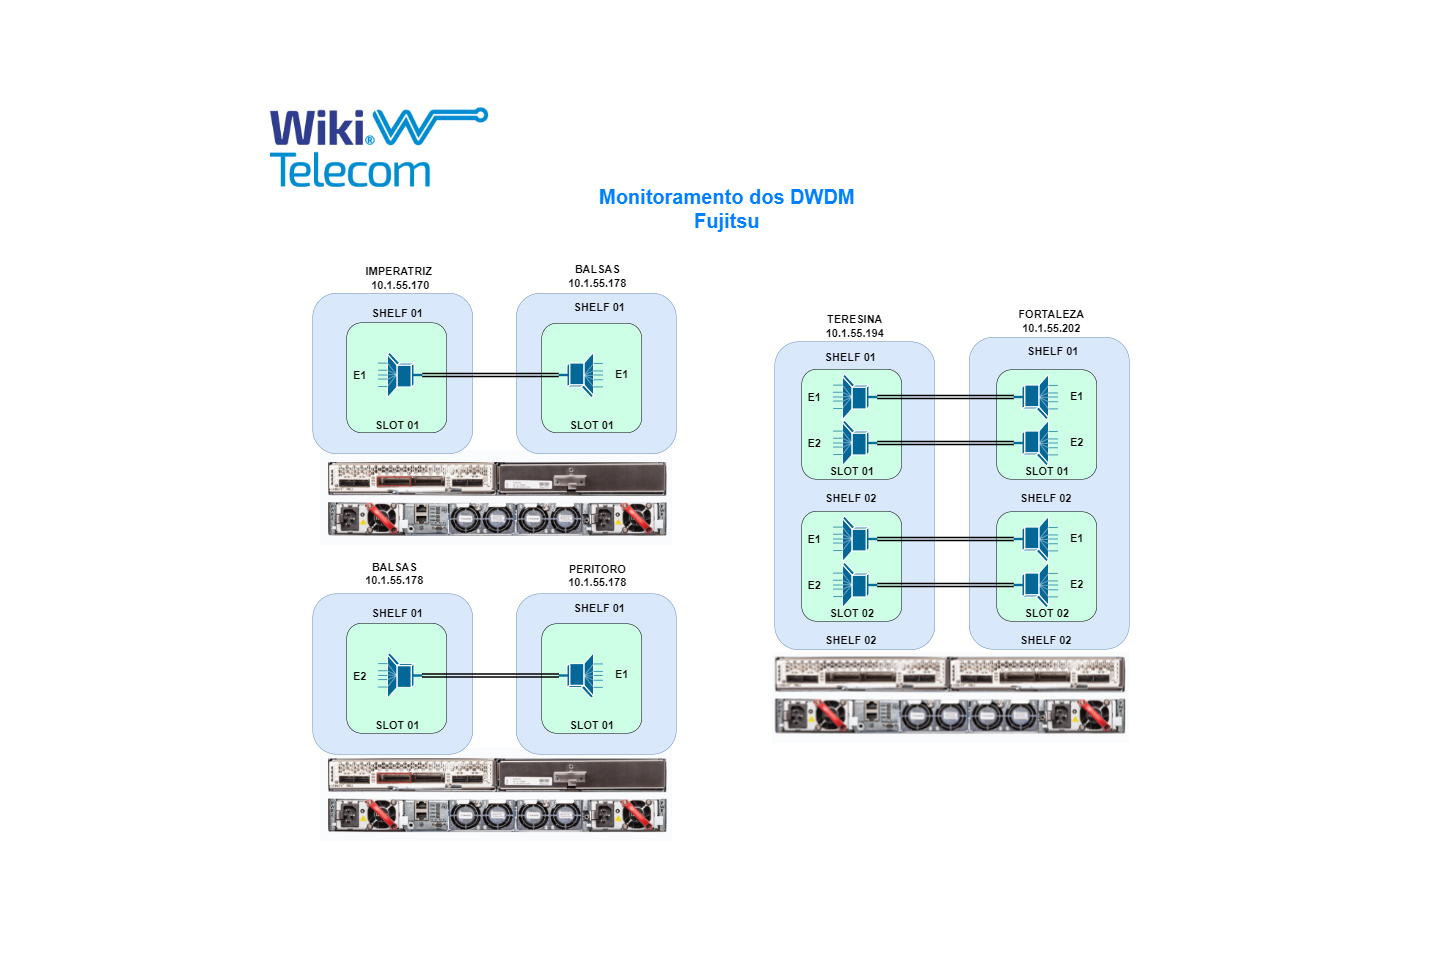 Wiki®
Telecom
Monitoramento dos DWDM
Fujitsu
IMPERATRIZ
10.1.55.170
SHELF 01
E1
SLOT 01
BALSAS
10.1.55.178
SHELF 01
E1
SLOT 01
BALSAS
10.1.55.178
SHELF 01
E2
SLOT 01
PERITORO
10.1.55.178
SHELF 01
E1
SLOT 01
TERESINA
10.1.55.194
SHELF 01
E1
E2
SLOT 01
SHELF 02
E1
E2
SLOT 02
SHELF 02
FORTALEZA
10.1.55.202
SHELF 01
E1
E2
SLOT 01
SHELF 02
E1
E2
SLOT 02
SHELF 02